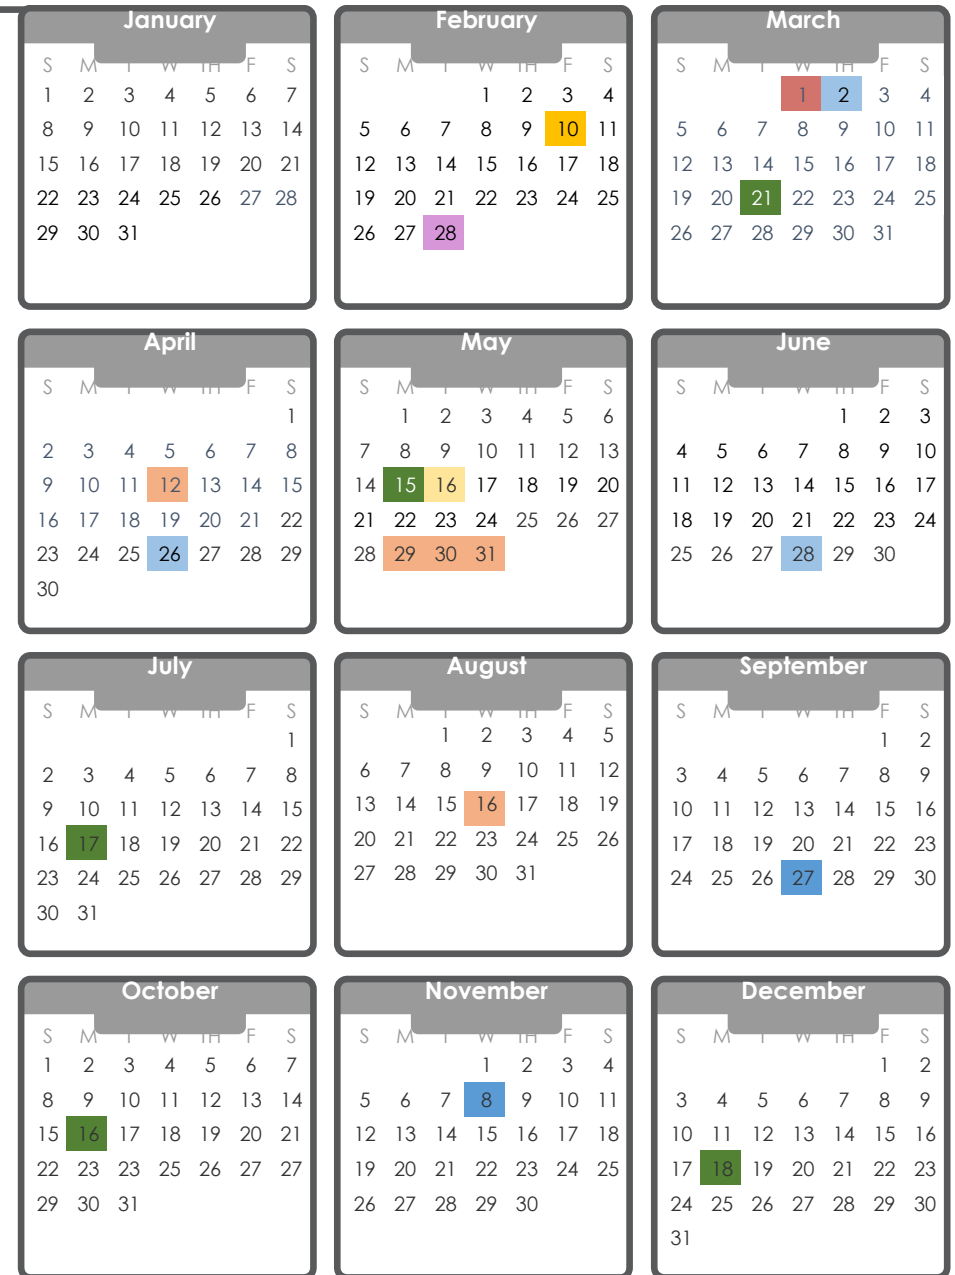 January
S M F S
1 2 3 4 5 6 7
8 9 10 11 12 13 14
15 16 17 18 19 20 21
22 23 24 25 26 27 28
29 30 31
February
S M F S
1 2 3 4
5 6 7 8 9 10 11
12 13 14 15 16 17 18
19 20 21 22 23 24 25
26 27 28
March
S M F S
1 2 3 4
5 6 7 8 9 10 11
12 13 14 15 16 17 18
19 20 21 22 23 24 25
26 27 28 29 30 31
April
S M F S
1
2 3 4 5 6 7 8
9 10 11 12 13 14 15
16 17 18 19 20 21 22
23 24 25 26 27 28 29
30
May
S M F S
1 2 3 4 5 6
7 8 9 10 11 12 13
14 15 16 17 18 19 20
21 22 23 24 25 26 27
28 29 30 31
June
S M F S
1 2 3
4 5 6 7 8 9 10
11 12 13 14 15 16 17
18 19 20 21 22 23 24
25 26 27 28 29 30
July
S M F S
1
2 3 4 5 6 7 8
9 10 11 12 13 14 15
16 17 18 19 20 21 22
23 24 25 26 27 28 29
30 31
August
S M F S
1 2 3 4 5
6 7 8 9 10 11 12
13 14 15 16 17 18 19
20 21 22 23 24 25 26
27 28 29 30 31
September
S M F S
1 2
3 4 5 6 7 8 9
10 11 12 13 14 15 16
17 18 19 20 21 22 23
24 25 26 27 28 29 30
October
S M F S
1 2 3 4 5 6 7
8 9 10 11 12 13 14
15 16 17 18 19 20 21
22 23 23 25 26 27 27
29 30 31
November
S M F S
1 2 3 4
5 6 7 8 9 10 11
12 13 14 15 16 17 18
19 20 21 22 23 24 25
26 27 28 29 30
December
S M F S
1 2
3 4 5 6 7 8 9
10 11 12 13 14 15 16
17 18 19 20 21 22 23
24 25 26 27 28 29 30
31